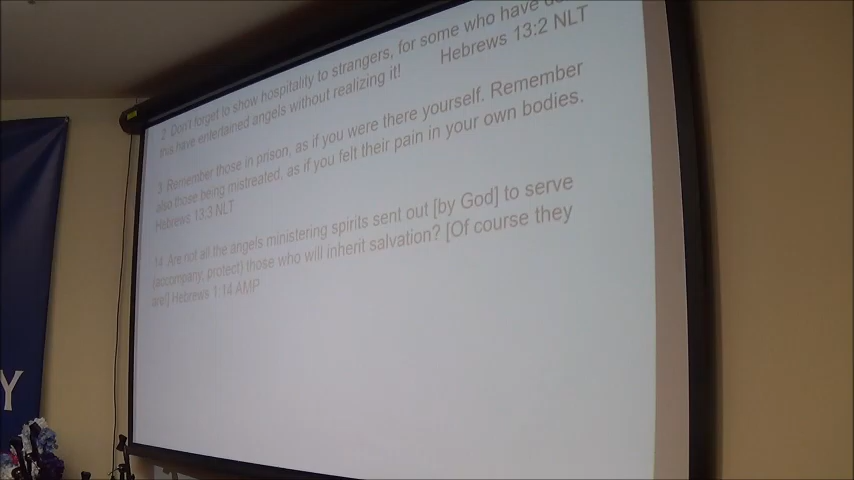 2 Don't forget to show hospitality to strangers, for some who have
this have entertained angels without realizing it! Hebrews 13:2 NLT
3 Remember those in prison, as if you were there yourself. Remember
also those being mistreated, as if you felt their pain in your own bodies.
Hebrews 13:3 NLT
14 Are not all the angels ministering spirits sent out [by God] to serve
(accompany, protect) those who will inherit salvation? [Of course they
are!] Hebrews 1:14 AMP
Y